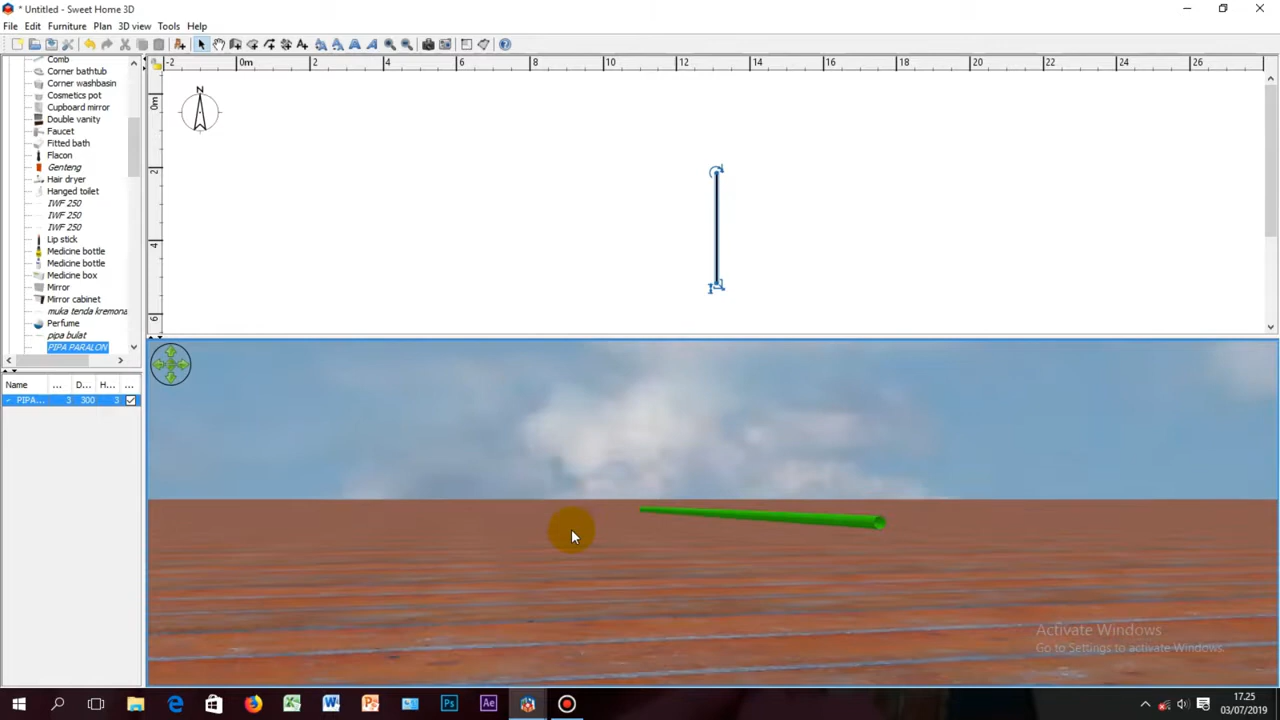 * Untitled - Sweet Home 3D
File Edit Furniture Plan 3D view Tools Help
-2 0m 2 4 6 8 10 12 14 16 18 20 22 24 26
0m
2
4
6
N
Comb
Corner bathtub
Corner washbasin
Cosmetics pot
Cupboard mirror
Double vanity
Faucet
Fitted bath
Flacon
Genteng
Hair dryer
Hanged toilet
IWF 250
IWF 250
IWF 250
Lip stick
Medicine bottle
Medicine bottle
Medicine box
Mirror
Mirror cabinet
muka tenda kremona
Perfume
pipa bulat
PIPA PARALON
Name ... D... H... ...
PIPA... 3 300 3
Activate Windows
Go to Settings to activate Windows.
17.25
03/07/2019